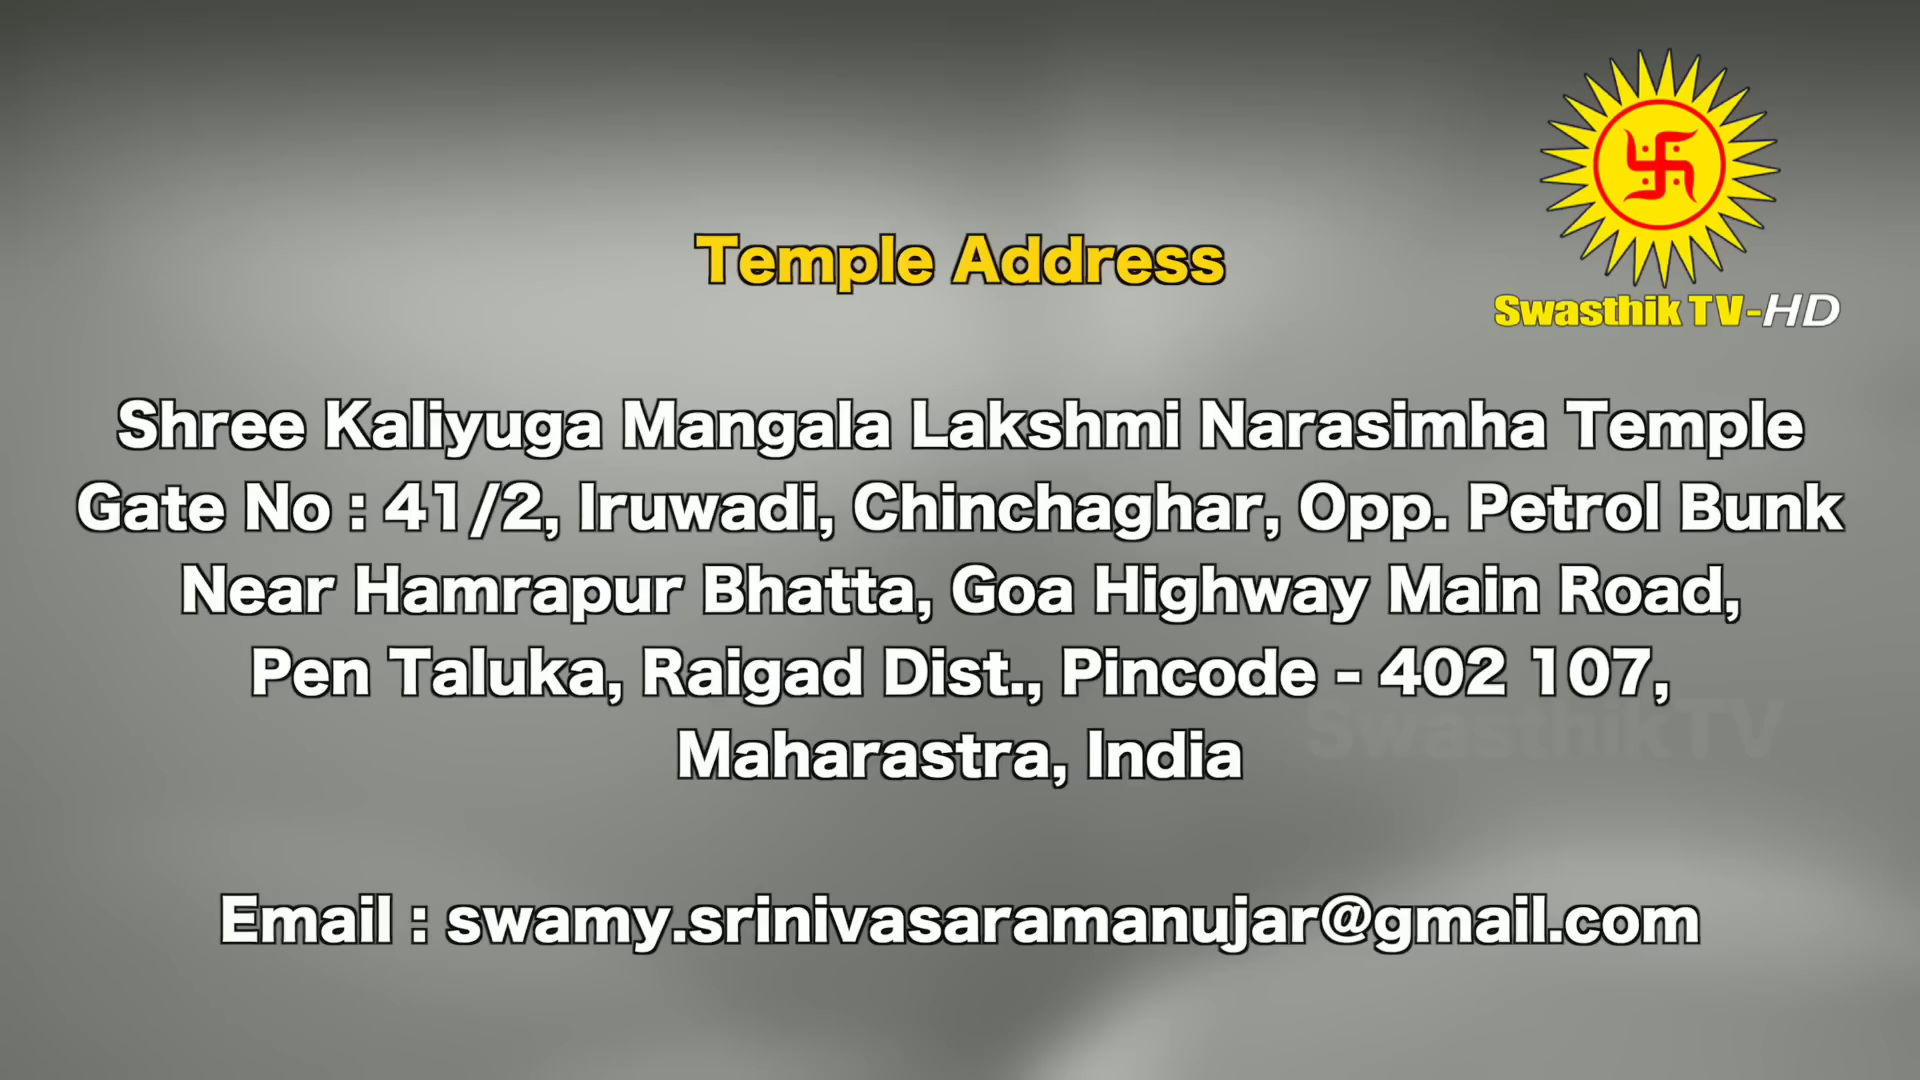 Swasthik TV-HD
Temple Address
Shree Kaliyuga Mangala Lakshmi Narasimha Temple
Gate No : 41/2, Iruwadi, Chinchaghar, Opp. Petrol Bunk
Near Hamrapur Bhatta, Goa Highway Main Road,
Pen Taluka, Raigad Dist., Pincode - 402 107,
Maharastra, India
SwasthikTV
Email : swamy.srinivasaramanujar@gmail.com